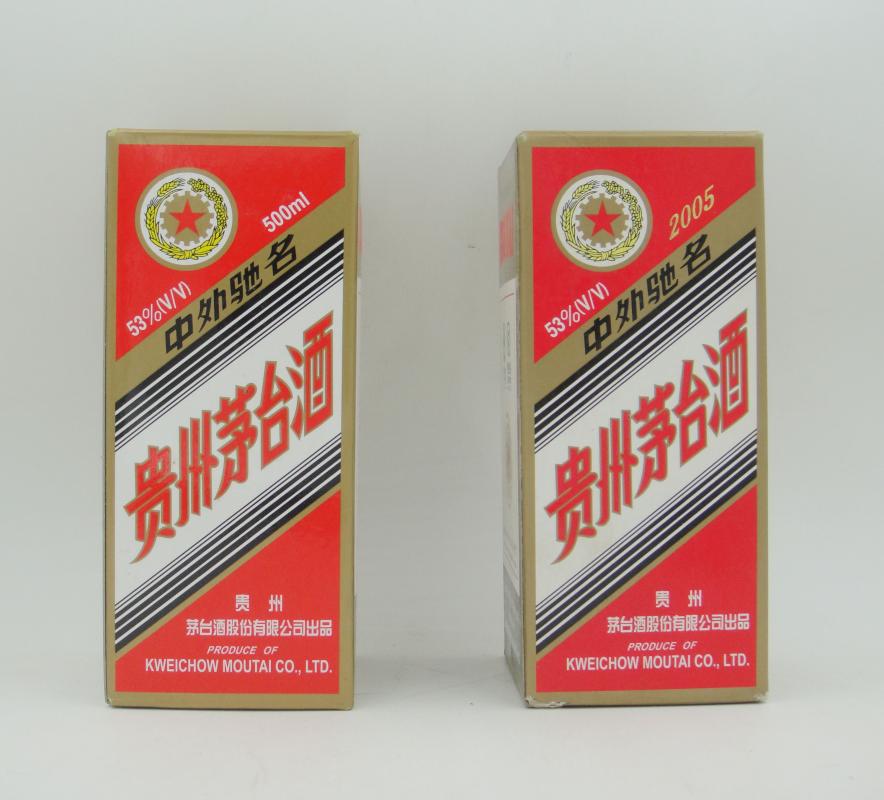 500ml
53%(V/V)
中外驰名
贵州茅台酒
贵州
茅台酒股份有限公司出品
PRODUCE OF
KWEICHOW MOUTAI CO., LTD.
2005
53%(V/V)
中外驰名
贵州茅台酒
贵州
茅台酒股份有限公司出品
PRODUCE OF
KWEICHOW MOUTAI CO., LTD.